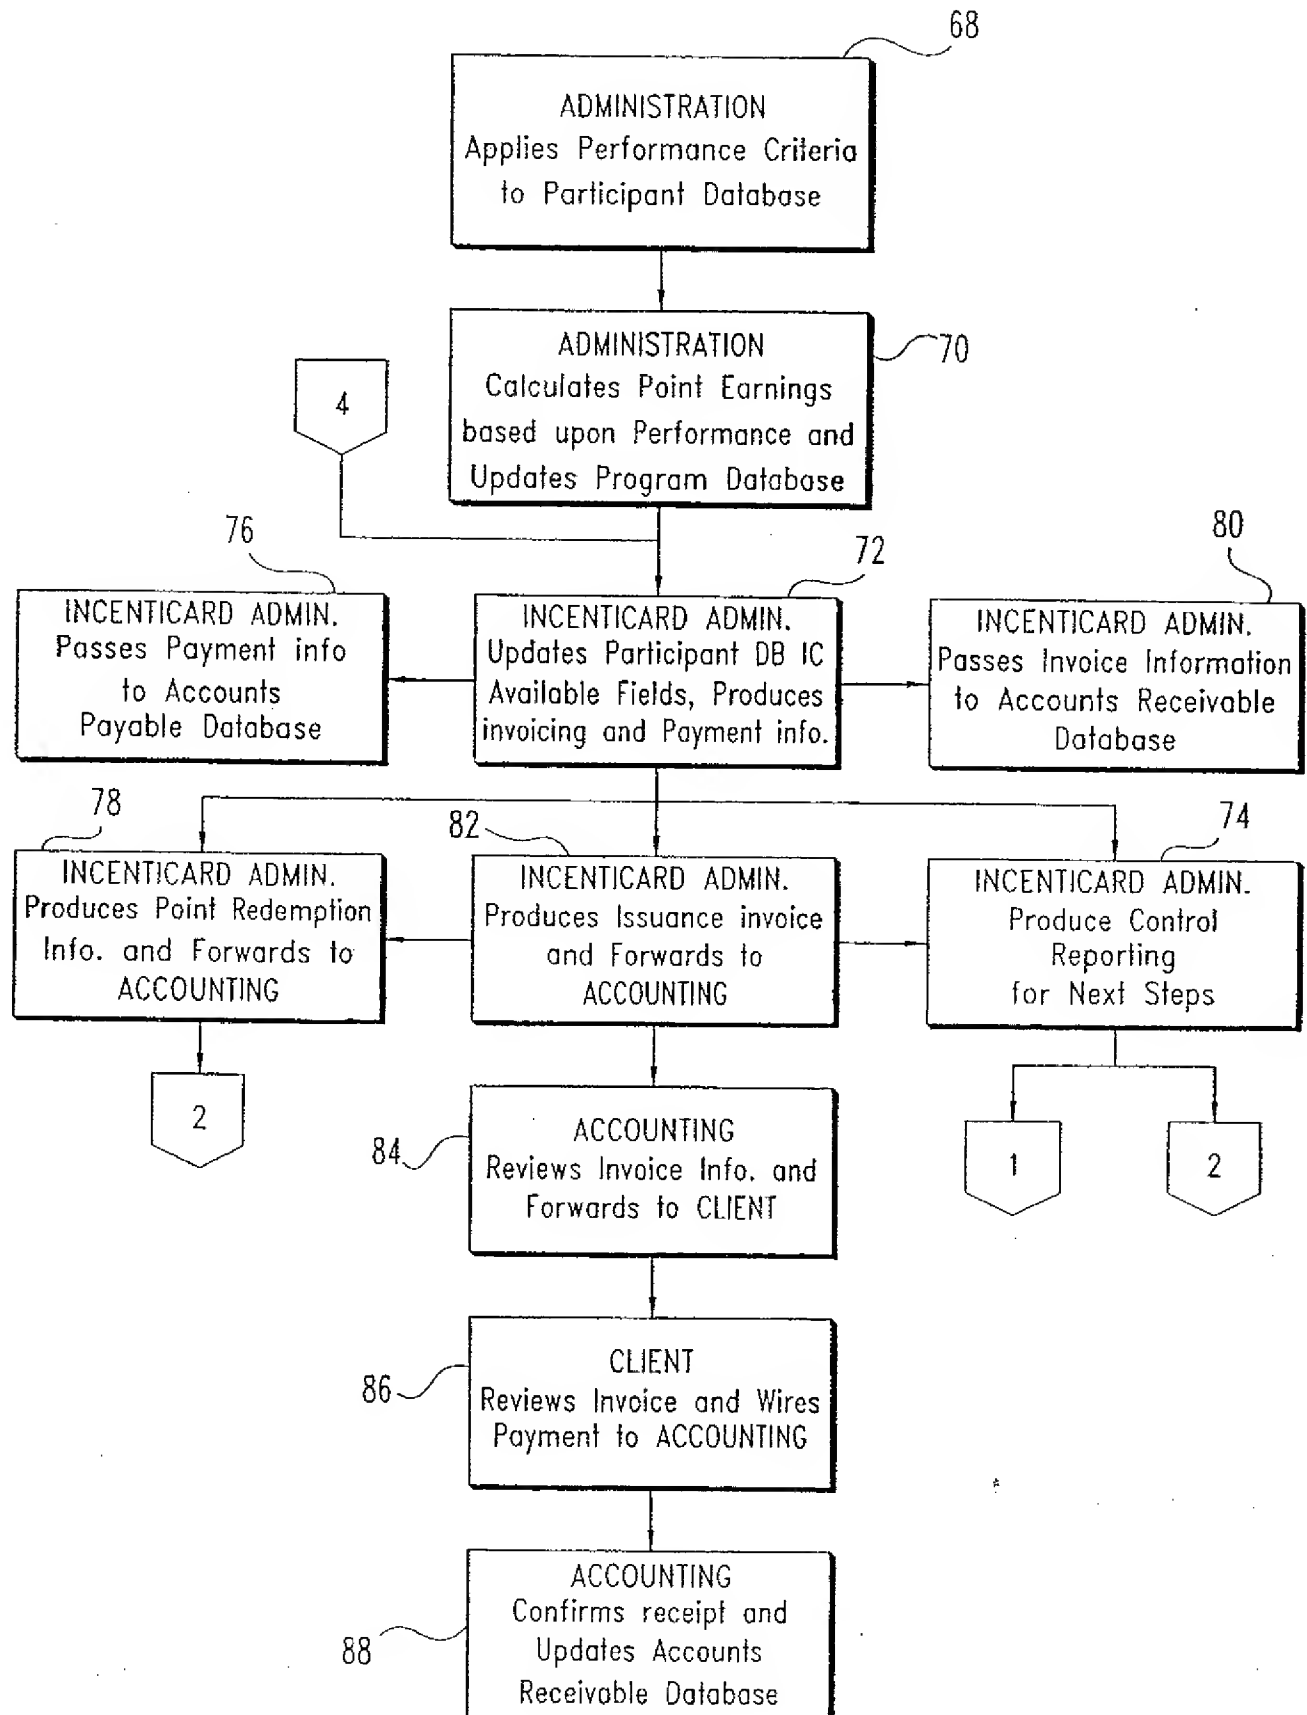 68
ADMINISTRATION
Applies Performance Criteria
to Participant Database
70
ADMINISTRATION
Calculates Point Earnings
based upon Performance and
Updates Program Database
4
76
INCENTICARD ADMIN.
Passes Payment info
to Accounts
Payable Database
72
INCENTICARD ADMIN.
Updates Participant DB IC
Available Fields, Produces
invoicing and Payment info.
80
INCENTICARD ADMIN.
Passes Invoice Information
to Accounts Receivable
Database
78
INCENTICARD ADMIN.
Produces Point Redemption
Info. and Forwards to
ACCOUNTING
82
INCENTICARD ADMIN.
Produces Issuance invoice
and Forwards to
ACCOUNTING
74
INCENTICARD ADMIN.
Produce Control
Reporting
for Next Steps
2
1
2
84
ACCOUNTING
Reviews Invoice Info. and
Forwards to CLIENT
86
CLIENT
Reviews Invoice and Wires
Payment to ACCOUNTING
88
ACCOUNTING
Confirms receipt and
Updates Accounts
Receivable Database